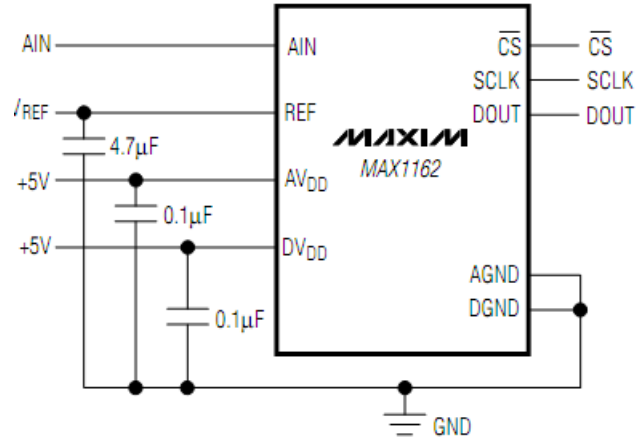 AIN
AIN
CS
CS
SCLK
SCLK
VREF
REF
DOUT
DOUT
4.7µF
MAXIM
MAX1162
+5V
AVDD
0.1µF
+5V
DVDD
AGND
0.1µF
DGND
GND